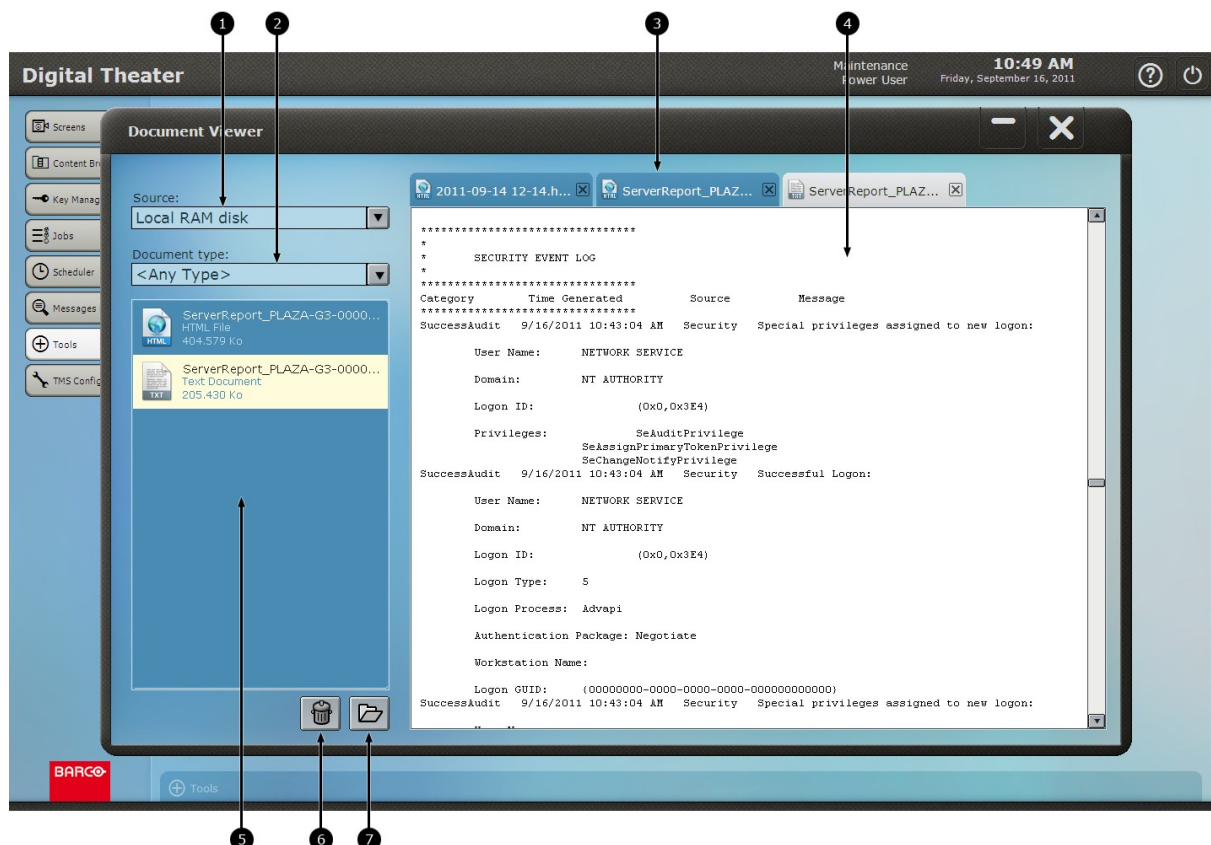 1 2 3 4
Digital Theater
Maintenance
Power User
10:49 AM
Friday, September 16, 2011
Screens
Content Br
Key Manag
Jobs
Scheduler
Messages
Tools
TMS Config
Document Viewer
Source:
Local RAM disk
Document type:
<Any Type>
HTML
ServerReport_PLAZA-G3-0000...
HTML File
404.579 Ko
TXT
ServerReport_PLAZA-G3-0000...
Text Document
205.430 Ko
HTML 2011-09-14 12-14.h... HTML ServerReport_PLAZ... ServerReport_PLAZ...
********************************
*
* SECURITY EVENT LOG
*
********************************
Category Time Generated Source Message
********************************
SuccessAudit 9/16/2011 10:43:04 AM Security Special privileges assigned to new logon:
User Name: NETWORK SERVICE
Domain: NT AUTHORITY
Logon ID: (0x0,0x3E4)
Privileges: SeAuditPrivilege
SeAssignPrimaryTokenPrivilege
SeChangeNotifyPrivilege
SuccessAudit 9/16/2011 10:43:04 AM Security Successful Logon:
User Name: NETWORK SERVICE
Domain: NT AUTHORITY
Logon ID: (0x0,0x3E4)
Logon Type: 5
Logon Process: Advapi
Authentication Package: Negotiate
Workstation Name:
Logon GUID: (00000000-0000-0000-0000-000000000000)
SuccessAudit 9/16/2011 10:43:04 AM Security Special privileges assigned to new logon:
BARCO
Tools
5 6 7